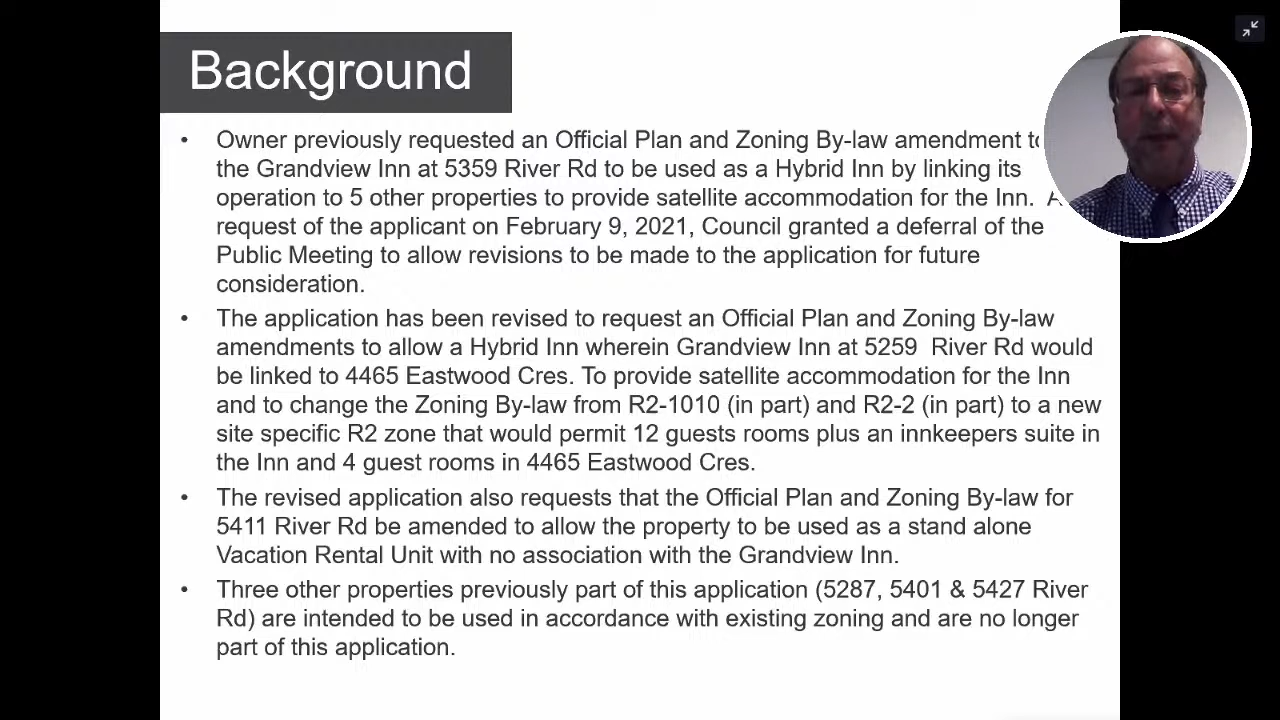 Background
• Owner previously requested an Official Plan and Zoning By-law amendment to
the Grandview Inn at 5359 River Rd to be used as a Hybrid Inn by linking its
operation to 5 other properties to provide satellite accommodation for the Inn.
request of the applicant on February 9, 2021, Council granted a deferral of the
Public Meeting to allow revisions to be made to the application for future
consideration.
• The application has been revised to request an Official Plan and Zoning By-law
amendments to allow a Hybrid Inn wherein Grandview Inn at 5259 River Rd would
be linked to 4465 Eastwood Cres. To provide satellite accommodation for the Inn
and to change the Zoning By-law from R2-1010 (in part) and R2-2 (in part) to a new
site specific R2 zone that would permit 12 guests rooms plus an innkeepers suite in
the Inn and 4 guest rooms in 4465 Eastwood Cres.
• The revised application also requests that the Official Plan and Zoning By-law for
5411 River Rd be amended to allow the property to be used as a stand alone
Vacation Rental Unit with no association with the Grandview Inn.
• Three other properties previously part of this application (5287, 5401 & 5427 River
Rd) are intended to be used in accordance with existing zoning and are no longer
part of this application.